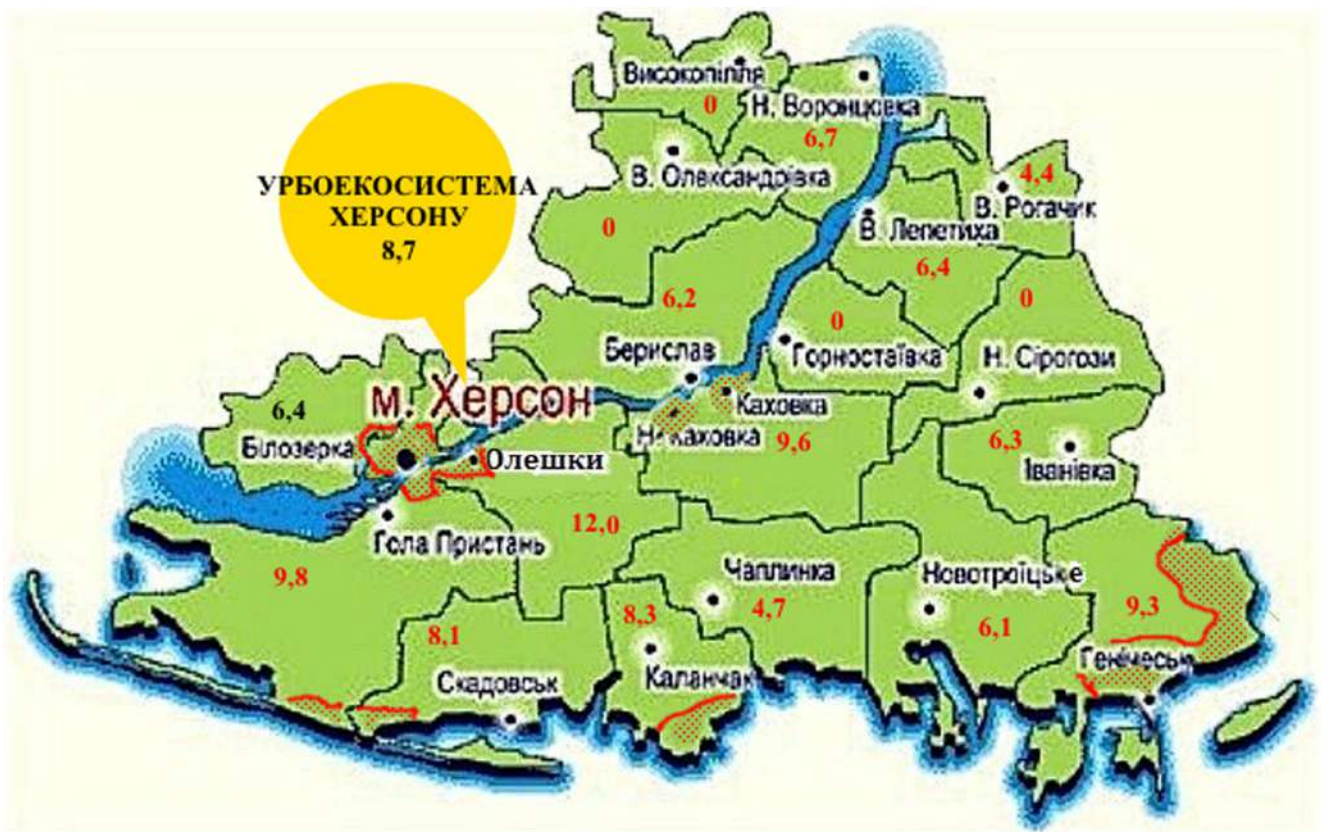 Високопілля
0
Н. Воронцовка
6,7
В. Олександрівка
0
УРБОЕКОСИСТЕМА
ХЕРСОНУ
8,7
4,4
В. Рогачик
В. Лепетиха
6,4
0
Н. Сірогози
6,2
0
Горностаївка
Берислав
Каховка
Н. Каховка
9,6
6,3
Іванівка
6,4
м. Херсон
Білозерка
Олешки
12,0
Гола Пристань
9,8
8,1
Скадовськ
8,3
Каланчак
Чаплинка
4,7
Новотроїцьке
6,1
9,3
Генічеськ